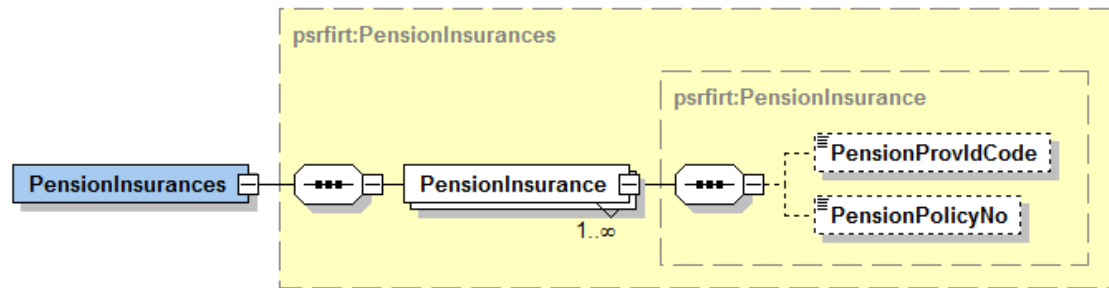 psrfirt:PensionInsurances
psrfirt:PensionInsurance
PensionInsurances
PensionInsurance
1..∞
PensionProvIdCode
PensionPolicyNo